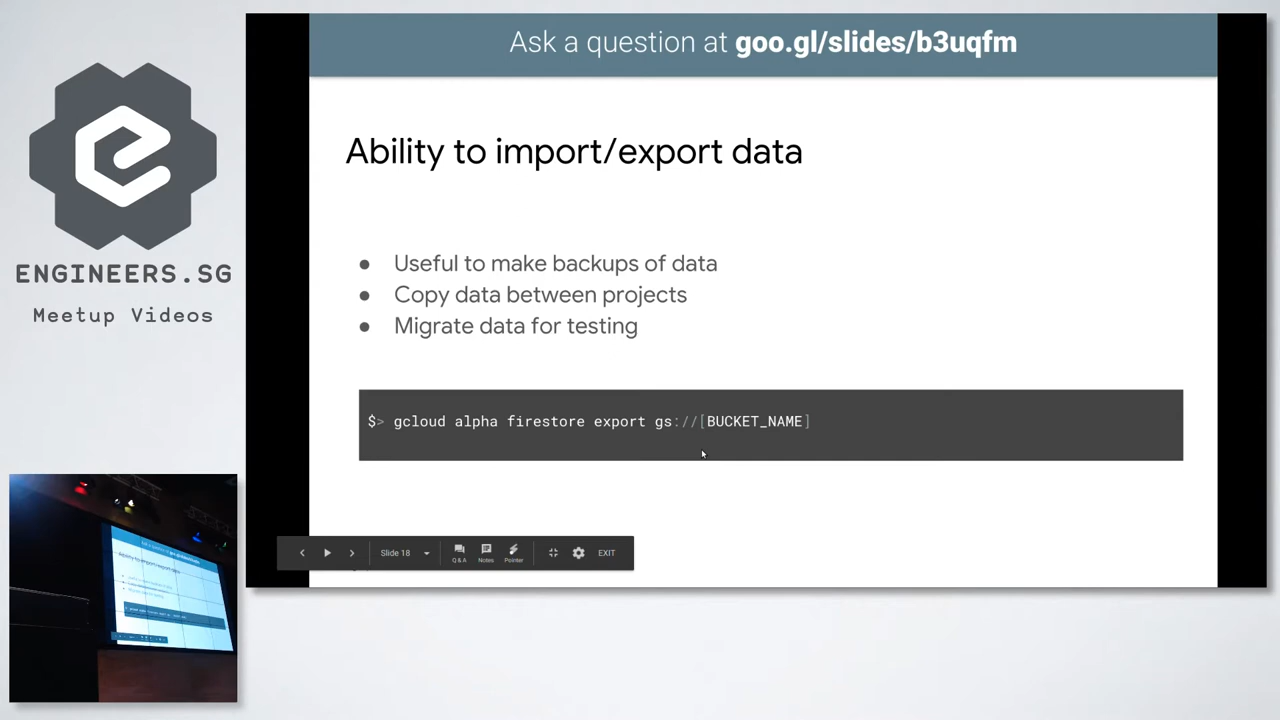 Ask a question at goo.gl/slides/b3uqfm
ENGINEERS.SG
Meetup Videos
Ability to import/export data
● Useful to make backups of data
● Copy data between projects
● Migrate data for testing
$> gcloud alpha firestore export gs://[BUCKET_NAME]
Slide 18
Q & A
Notes
Pointer
EXIT